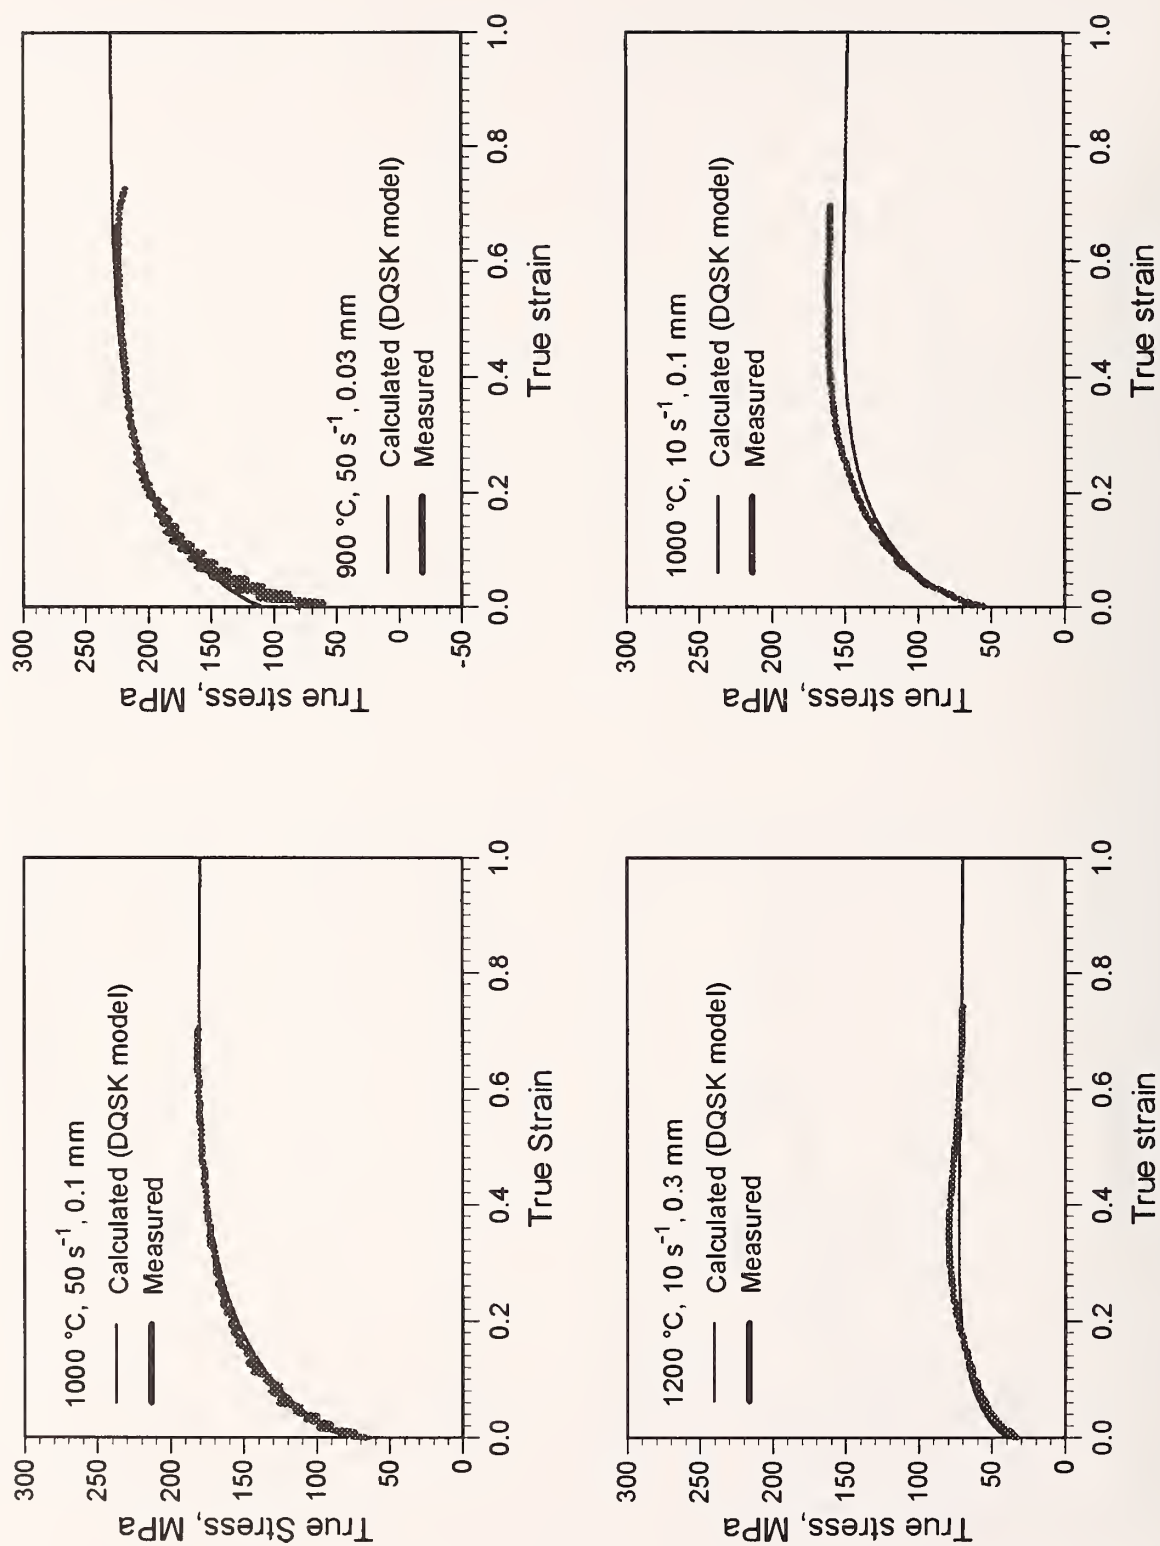 True Stress, MPa
300
250
200
150
100
50
0
1000 °C, 50 s⁻¹, 0.1 mm
Calculated (DQSK model)
Measured
0.0 0.2 0.4 0.6 0.8 1.0
True Strain
True stress, MPa
300
250
200
150
100
50
0
-50
900 °C, 50 s⁻¹, 0.03 mm
Calculated (DQSK model)
Measured
0.0 0.2 0.4 0.6 0.8 1.0
True strain
True stress, MPa
300
250
200
150
100
50
0
1200 °C, 10 s⁻¹, 0.3 mm
Calculated (DQSK model)
Measured
0.0 0.2 0.4 0.6 0.8 1.0
True strain
True stress, MPa
300
250
200
150
100
50
0
1000 °C, 10 s⁻¹, 0.1 mm
Calculated (DQSK model)
Measured
0.0 0.2 0.4 0.6 0.8 1.0
True strain